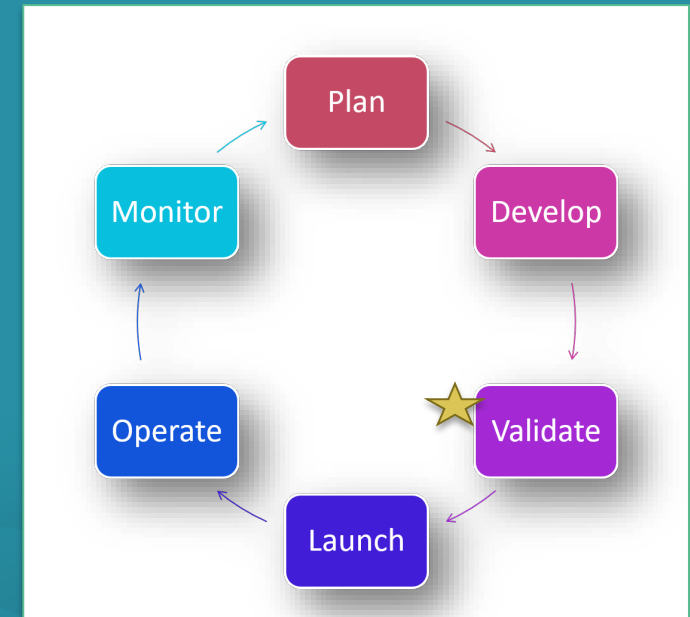 Plan
Develop
Validate
Launch
Operate
Monitor